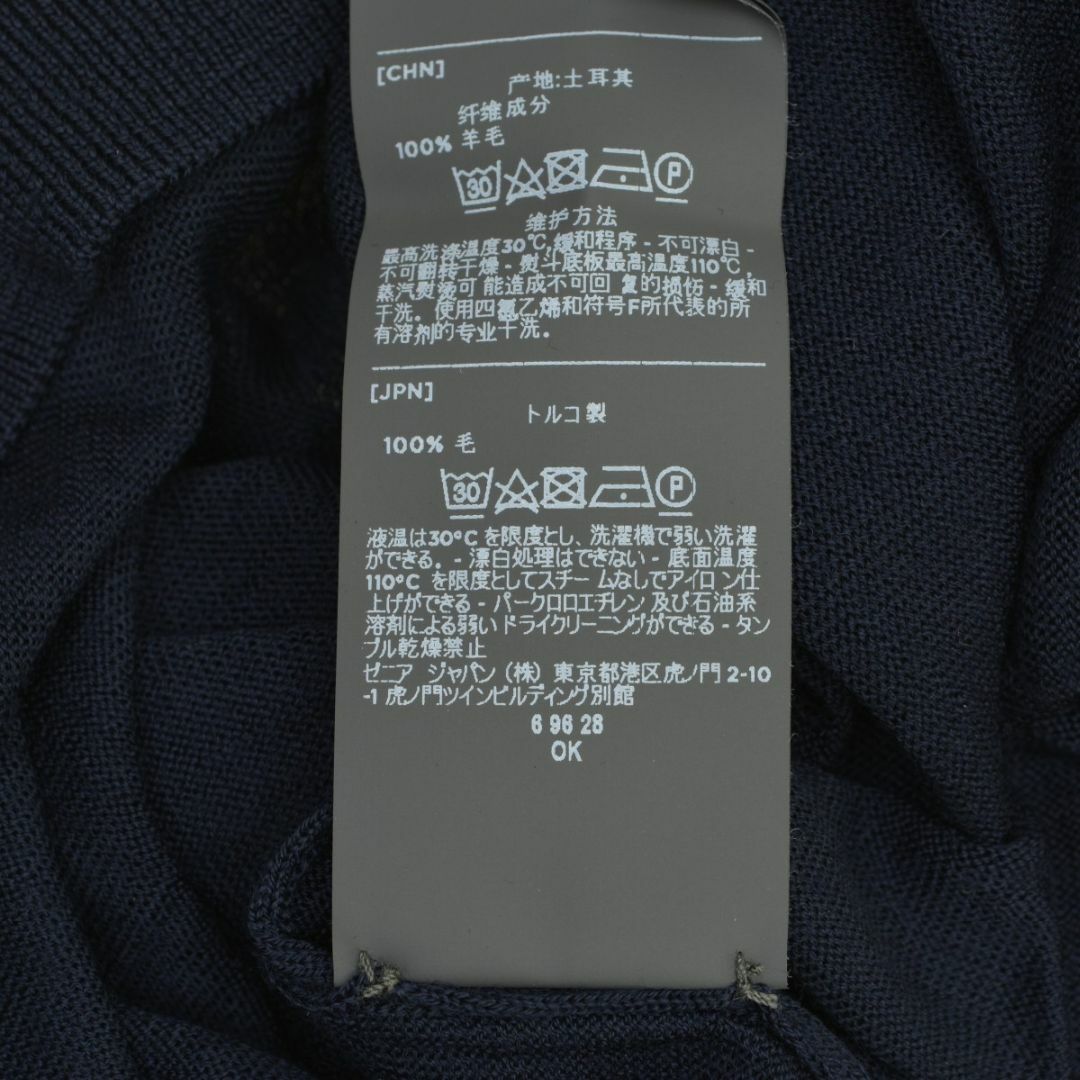 [CHN]
产地:土耳其
纤维成分
100% 羊毛
30 P
维护方法
最高洗涤温度30℃,缓和程序 - 不可漂白 -
不可翻转干燥 - 熨斗底板最高温度110℃,
蒸汽熨烫可 能造成不可回 复的损伤 - 缓和
干洗。使用四氯乙烯和符号F所代表的所
有溶剂的专业干洗。
[JPN]
トルコ製
100% 毛
30 P
液温は30°C を限度とし、洗濯機で弱い洗濯
ができる。- 漂白処理はできない - 底面温度
110°C を限度としてスチームなしでアイロン仕
上げができる - パークロロエチレン 及び石油系
溶剤による弱い ドライクリーニングができる - タン
ブル乾燥禁止
ゼニア ジャパン (株) 東京都港区虎ノ門 2-10
-1 虎ノ門ツインビルディング別館
6 96 28
OK